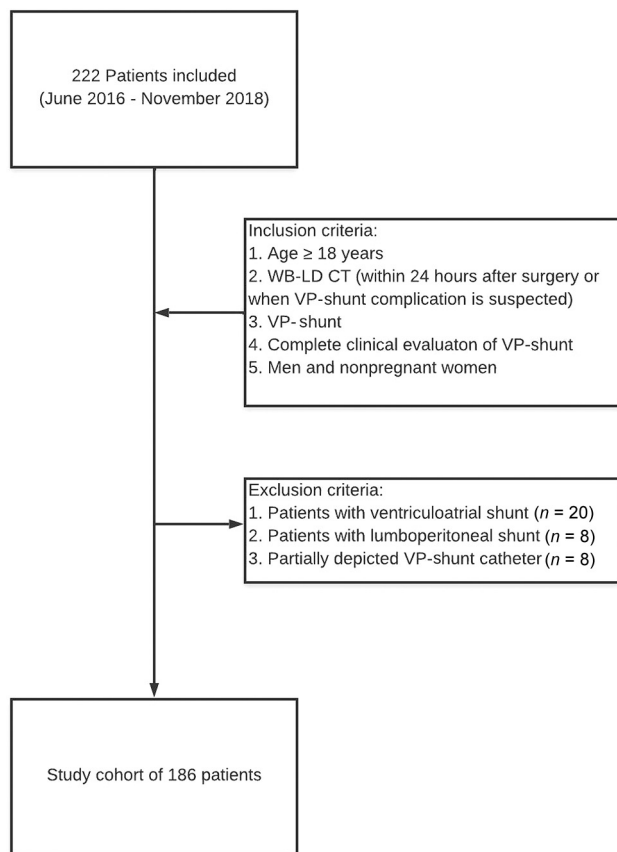 222 Patients included
(June 2016 - November 2018)
Inclusion criteria:
1. Age ≥ 18 years
2. WB-LD CT (within 24 hours after surgery or
when VP-shunt complication is suspected)
3. VP-shunt
4. Complete clinical evaluaton of VP-shunt
5. Men and nonpregnant women
Exclusion criteria:
1. Patients with ventriculoatrial shunt (n = 20)
2. Patients with lumboperitoneal shunt (n = 8)
3. Partially depicted VP-shunt catheter (n = 8)
Study cohort of 186 patients